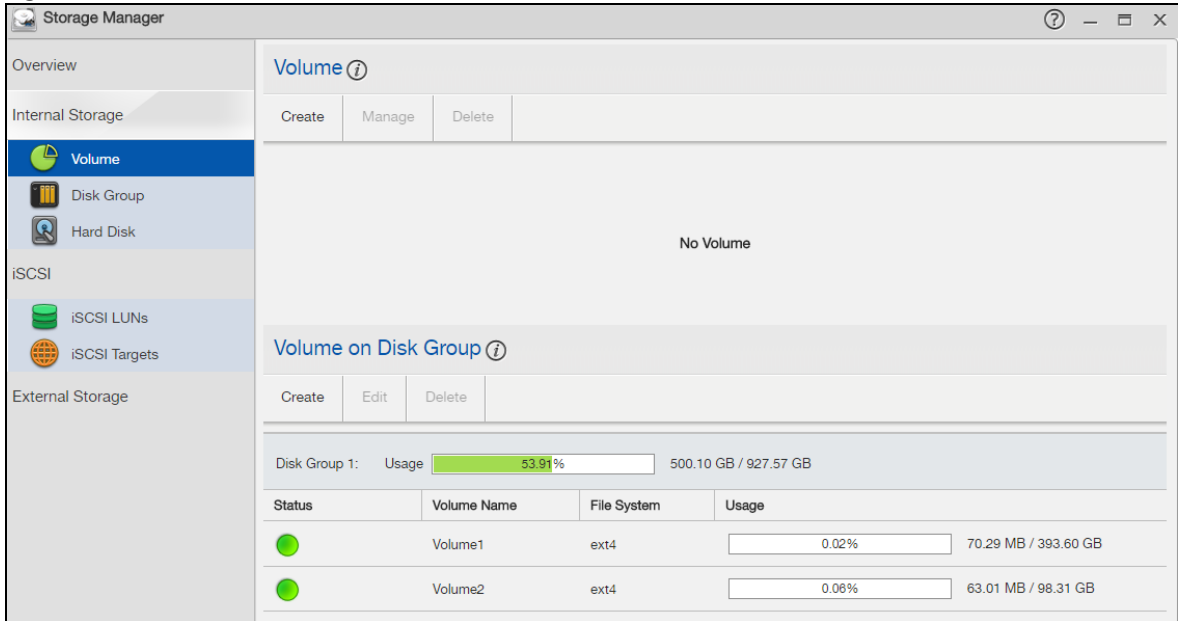 Storage Manager
Overview
Internal Storage
Volume
Disk Group
Hard Disk
iSCSI
iSCSI LUNs
iSCSI Targets
External Storage
Volume
Create Manage Delete
No Volume
Volume on Disk Group
Create Edit Delete
Disk Group 1: Usage 53.91% 500.10 GB / 927.57 GB
Status Volume Name File System Usage
Volume1 ext4 0.02% 70.29 MB / 393.60 GB
Volume2 ext4 0.06% 63.01 MB / 98.31 GB